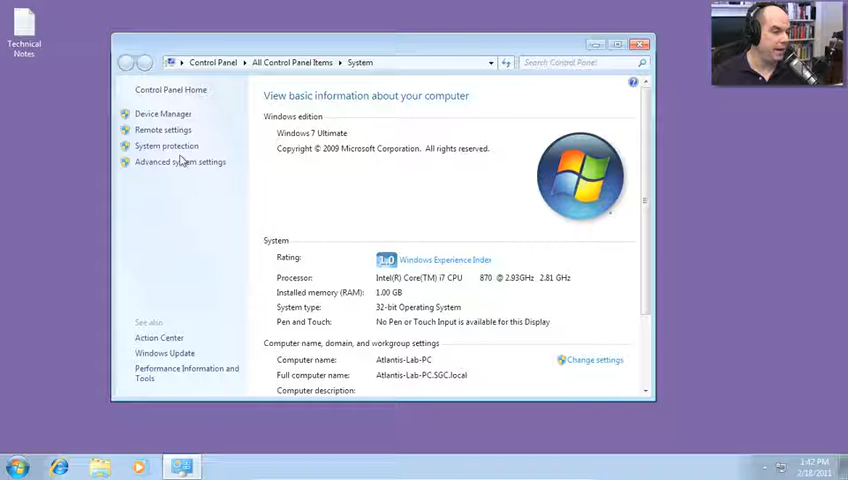 Technical
Notes
Control Panel
All Control Panel Items
System
Search Control Panel
Control Panel Home
Device Manager
Remote settings
System protection
Advanced system settings
See also
Action Center
Windows Update
Performance Information and
Tools
View basic information about your computer
Windows edition
Windows 7 Ultimate
Copyright © 2009 Microsoft Corporation. All rights reserved.
System
Rating:
1.0 Windows Experience Index
Processor: Intel(R) Core(TM) i7 CPU 870 @ 2.93GHz 2.81 GHz
Installed memory (RAM): 1.00 GB
System type: 32-bit Operating System
Pen and Touch: No Pen or Touch Input is available for this Display
Computer name, domain, and workgroup settings
Computer name: Atlantis-Lab-PC
Change settings
Full computer name: Atlantis-Lab-PC.SGC.local
Computer description:
1:42 PM
2/18/2011